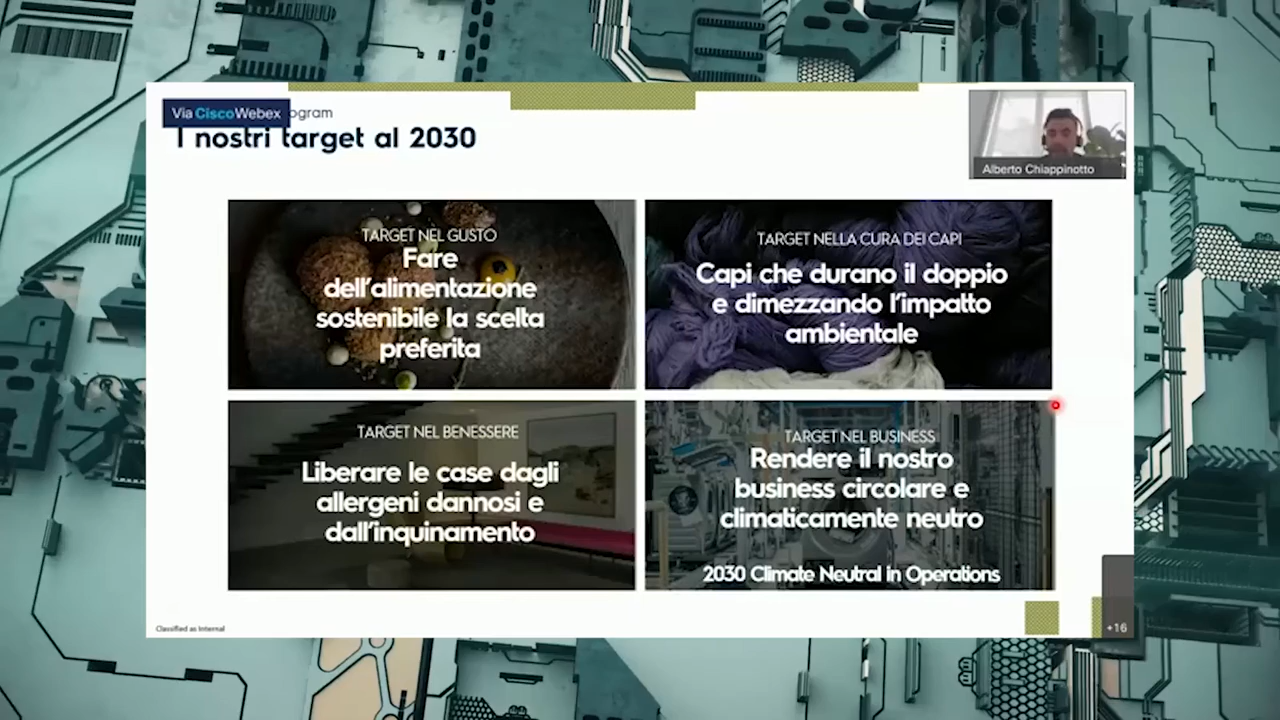 Via CiscoWebex ogram
I nostri target al 2030
Alberto Chiappinotto
TARGET NEL GUSTO
Fare
dell'alimentazione
sostenibile la scelta
preferita
TARGET NELLA CURA DEI CAPI
Capi che durano il doppio
e dimezzando l'impatto
ambientale
TARGET NEL BENESSERE
Liberare le case dagli
allergeni dannosi e
dall'inquinamento
TARGET NEL BUSINESS
Rendere il nostro
business circolare e
climaticamente neutro
2030 Climate Neutral in Operations
Classified as Internal
+16